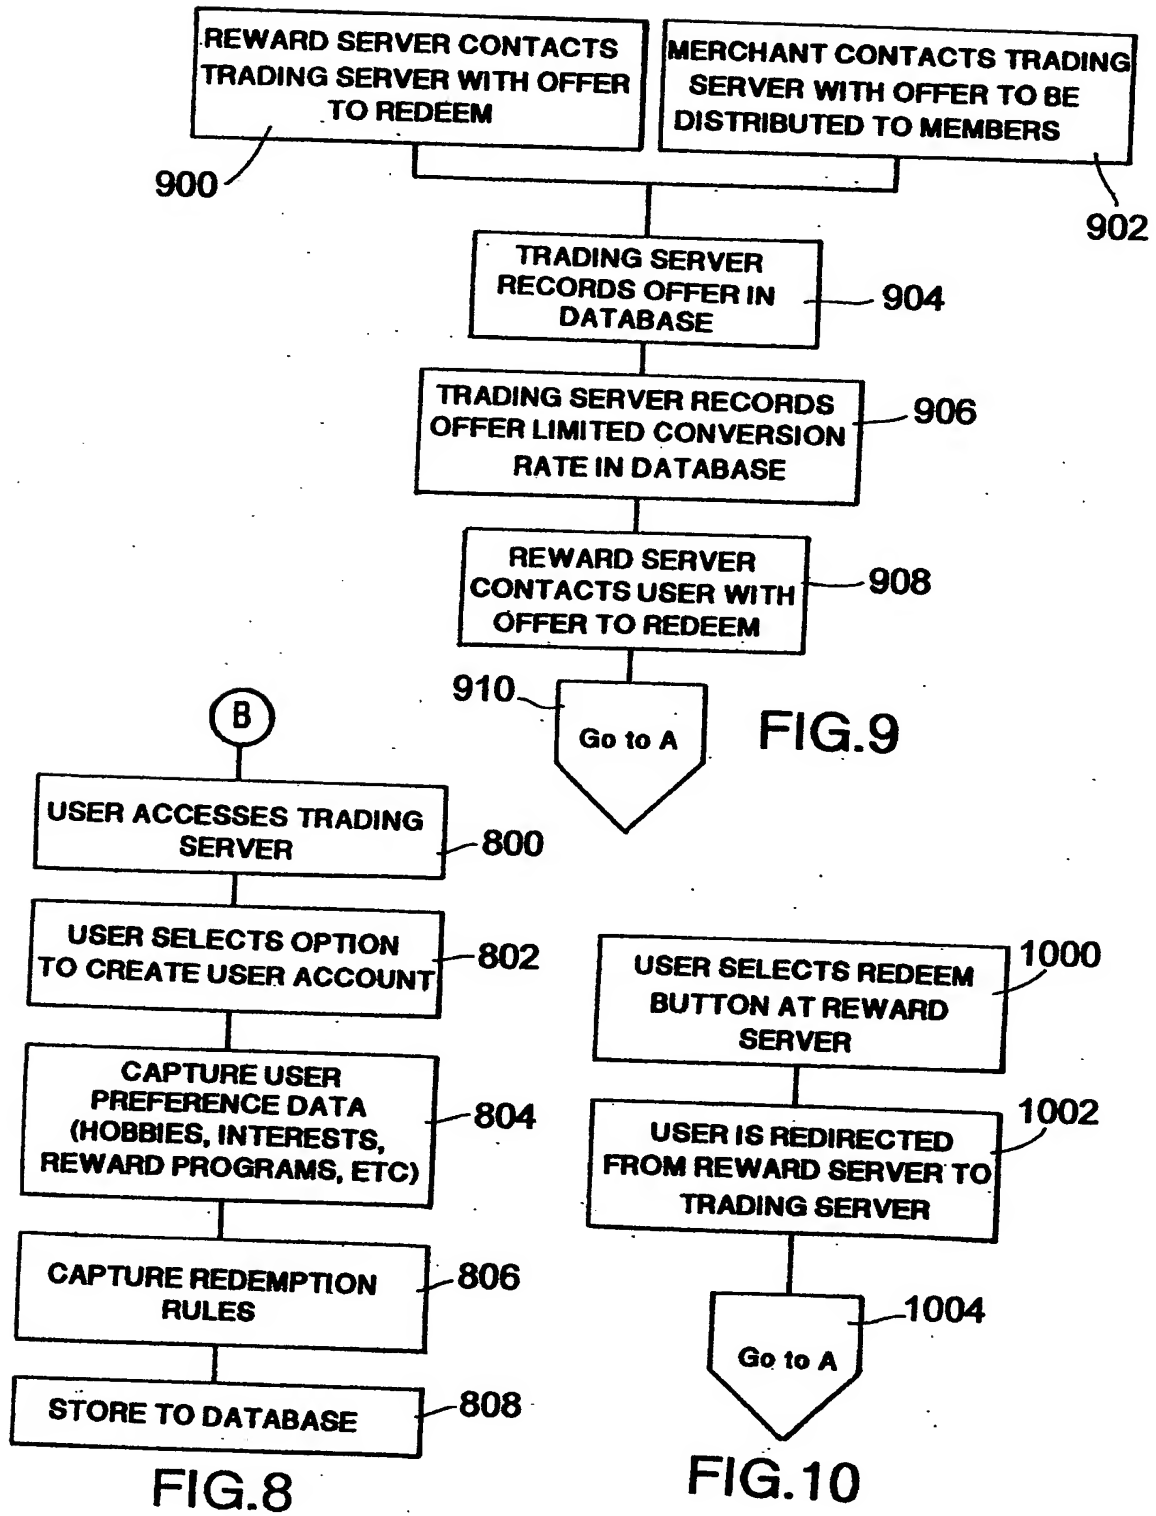 REWARD SERVER CONTACTS
TRADING SERVER WITH OFFER
TO REDEEM
900
MERCHANT CONTACTS TRADING
SERVER WITH OFFER TO BE
DISTRIBUTED TO MEMBERS
902
TRADING SERVER
RECORDS OFFER IN
DATABASE
904
TRADING SERVER RECORDS
OFFER LIMITED CONVERSION
RATE IN DATABASE
906
REWARD SERVER
CONTACTS USER WITH
OFFER TO REDEEM
908
910
Go to A
FIG.9
B
USER ACCESSES TRADING
SERVER
800
USER SELECTS OPTION
TO CREATE USER ACCOUNT
802
CAPTURE USER
PREFERENCE DATA
(HOBBIES, INTERESTS,
REWARD PROGRAMS, ETC)
804
CAPTURE REDEMPTION
RULES
806
STORE TO DATABASE
808
FIG.8
USER SELECTS REDEEM
BUTTON AT REWARD
SERVER
1000
USER IS REDIRECTED
FROM REWARD SERVER TO
TRADING SERVER
1002
Go to A
1004
FIG.10